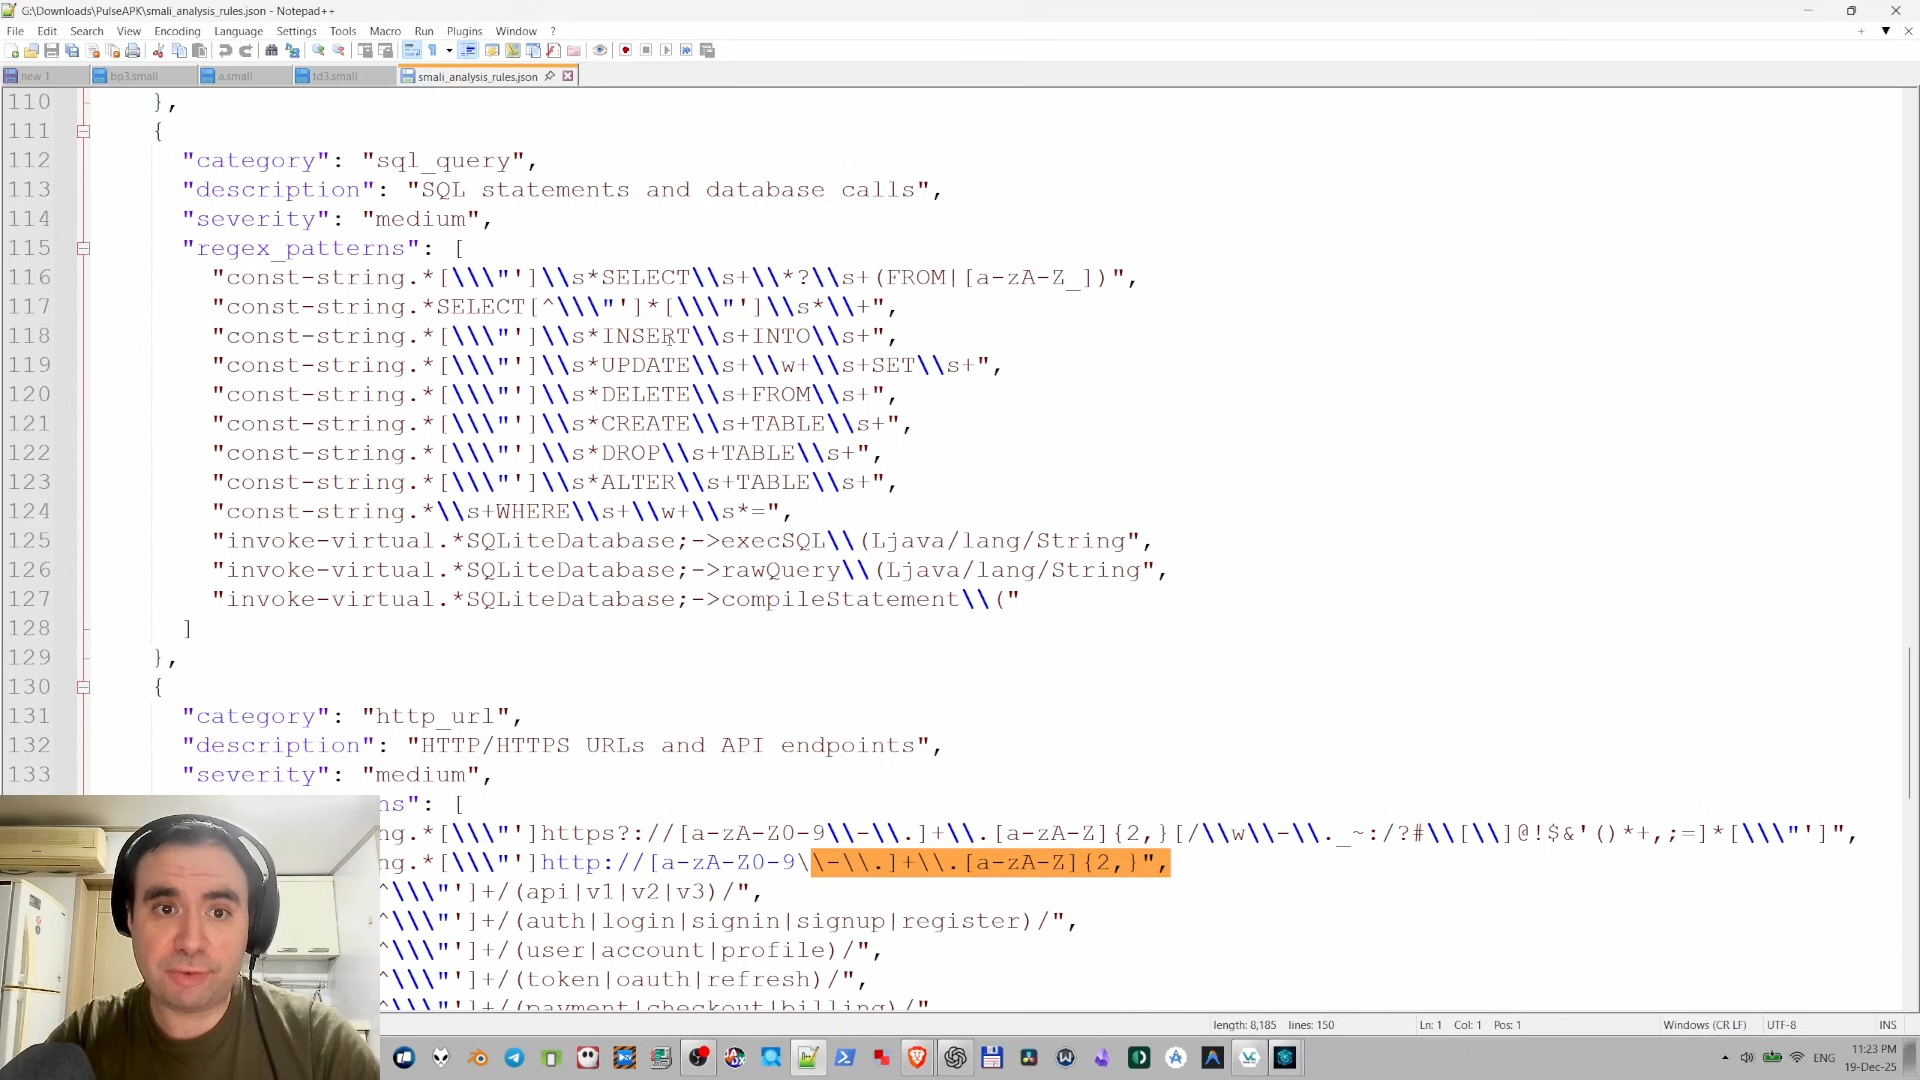 G:\Downloads\PulseAPK\smali_analysis_rules.json - Notepad++
File Edit Search View Encoding Language Settings Tools Macro Run Plugins Window ?
new 1 bp3.smali a.smali td3.smali smali_analysis_rules.json
110 },
111 {
112 "category": "sql_query",
113 "description": "SQL statements and database calls",
114 "severity": "medium",
115 "regex_patterns": [
116 "const-string.*[\\\"']\\s*SELECT\\s+\\*?\\s+(FROM|[a-zA-Z_])",
117 "const-string.*SELECT[^\\\"']*[\\\"']\\s*\\+",
118 "const-string.*[\\\"']\\s*INSERT\\s+INTO\\s+",
119 "const-string.*[\\\"']\\s*UPDATE\\s+\\w+\\s+SET\\s+",
120 "const-string.*[\\\"']\\s*DELETE\\s+FROM\\s+",
121 "const-string.*[\\\"']\\s*CREATE\\s+TABLE\\s+",
122 "const-string.*[\\\"']\\s*DROP\\s+TABLE\\s+",
123 "const-string.*[\\\"']\\s*ALTER\\s+TABLE\\s+",
124 "const-string.*\\s+WHERE\\s+\\w+\\s*=",
125 "invoke-virtual.*SQLiteDatabase;->execSQL\\(Ljava/lang/String",
126 "invoke-virtual.*SQLiteDatabase;->rawQuery\\(Ljava/lang/String",
127 "invoke-virtual.*SQLiteDatabase;->compileStatement\\("
128 ]
129 },
130 {
131 "category": "http_url",
132 "description": "HTTP/HTTPS URLs and API endpoints",
133 "severity": "medium",
ns": [
ng.*[\\\"']https?://[a-zA-Z0-9\\-\\.]+\\.[a-zA-Z]{2,}[/\\w\\-\\._~:/?#\\[\\]@!$&'()*+,;=]*[\\\"']",
ng.*[\\\"']http://[a-zA-Z0-9\\-\\.]+\\.[a-zA-Z]{2,}",
^\\\"']+/(api|v1|v2|v3)/",
^\\\"']+/(auth|login|signin|signup|register)/",
^\\\"']+/(user|account|profile)/",
^\\\"']+/(token|oauth|refresh)/",
^\\\"']+/(payment|checkout|billing)/"
length: 8,185 lines: 150 Ln: 1 Col: 1 Pos: 1 Windows (CR LF) UTF-8 INS
ENG
11:23 PM
19-Dec-25